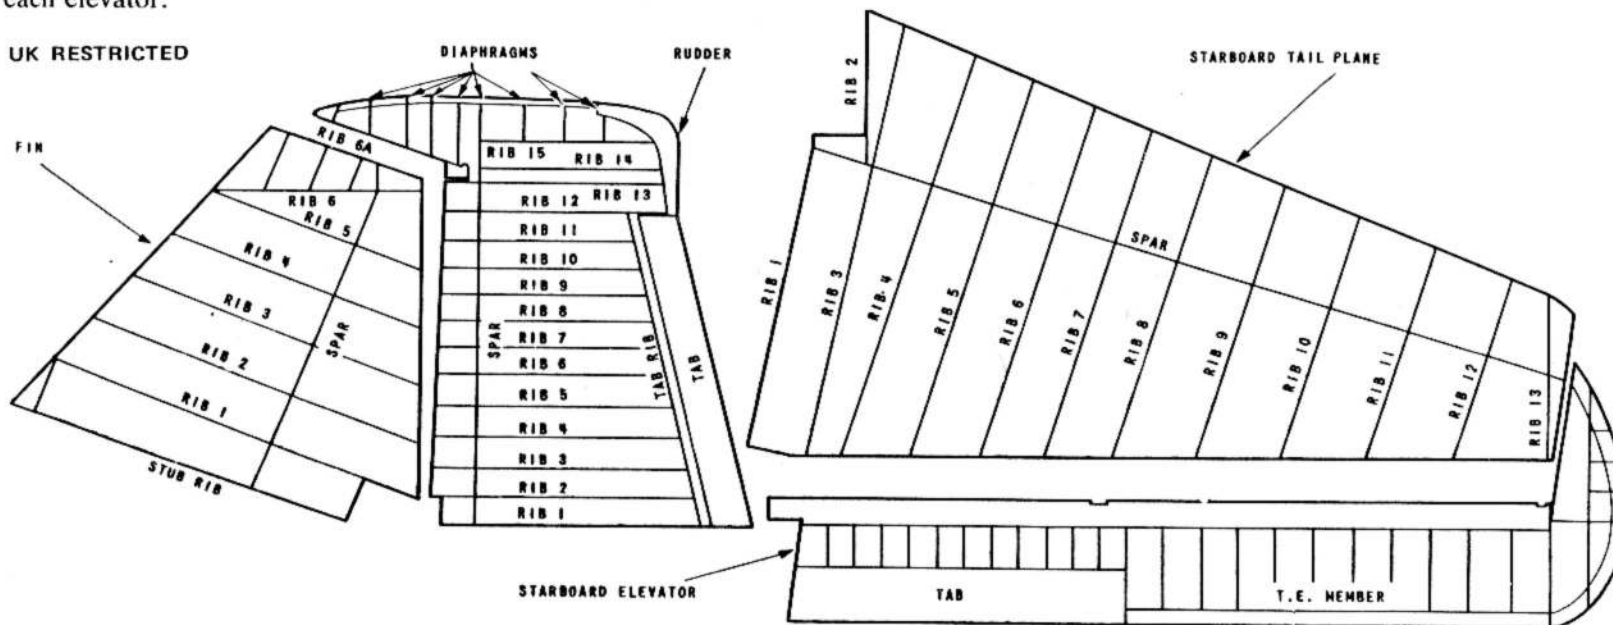 each elevator.
UK RESTRICTED
DIAPHRAGMS
RUDDER
STARBOARD TAIL PLANE
FIN
RIB 6A
RIB 6
RIB 5
RIB 4
RIB 3
RIB 2
RIB 1
SPAR
STUB RIB
RIB 15
RIB 14
RIB 13
RIB 12
RIB 11
RIB 10
RIB 9
RIB 8
RIB 7
RIB 6
RIB 5
RIB 4
RIB 3
RIB 2
RIB 1
SPAR
TAB RIB
TAB
RIB 2
RIB 1
RIB 3
RIB 4
RIB 5
RIB 6
RIB 7
RIB 8
RIB 9
RIB 10
RIB 11
RIB 12
RIB 13
SPAR
STARBOARD ELEVATOR
TAB
T.E. MEMBER